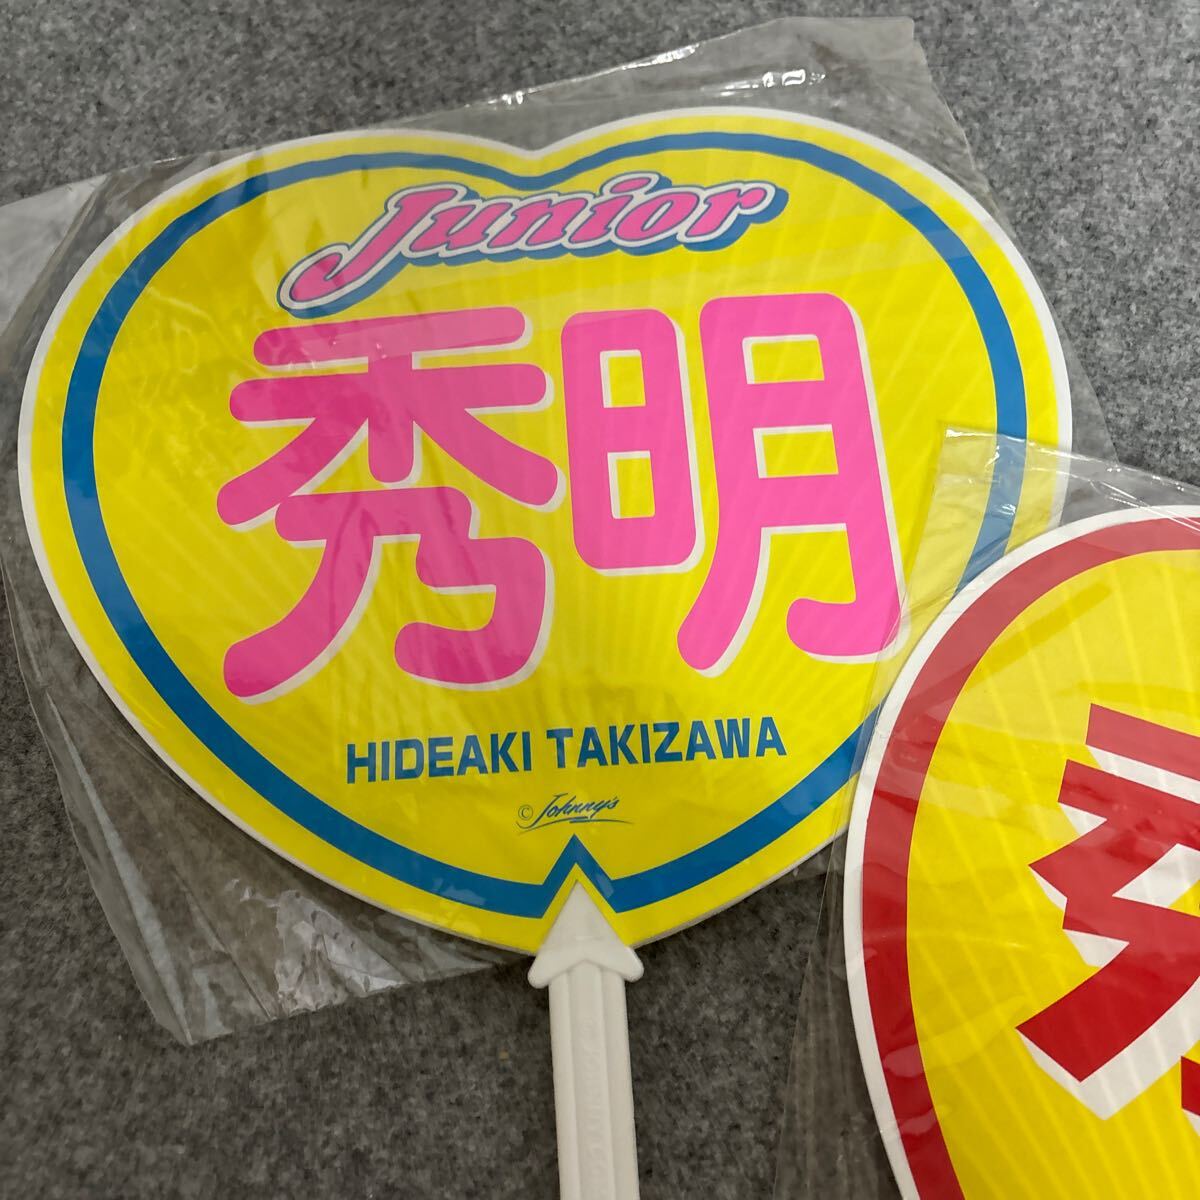 Junior
秀明
HIDEAKI TAKIZAWA
© Johnny's